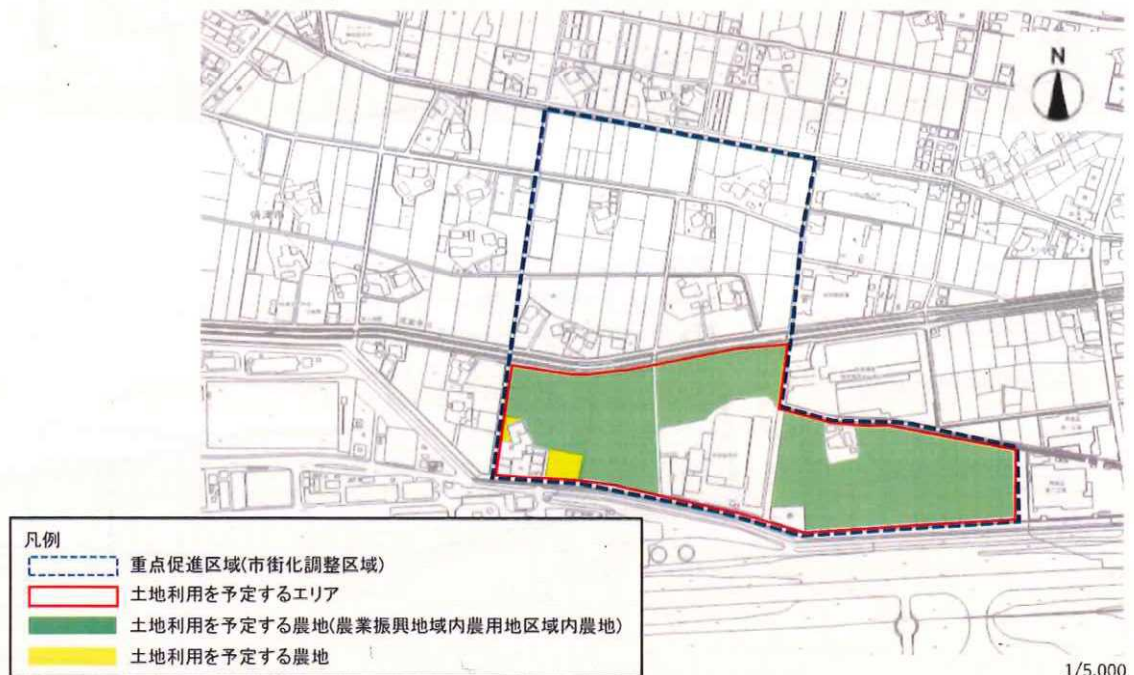 N
凡例
重点促進区域(市街化調整区域)
土地利用を予定するエリア
土地利用を予定する農地(農業振興地域内農用地区域内農地)
土地利用を予定する農地
1/5,000